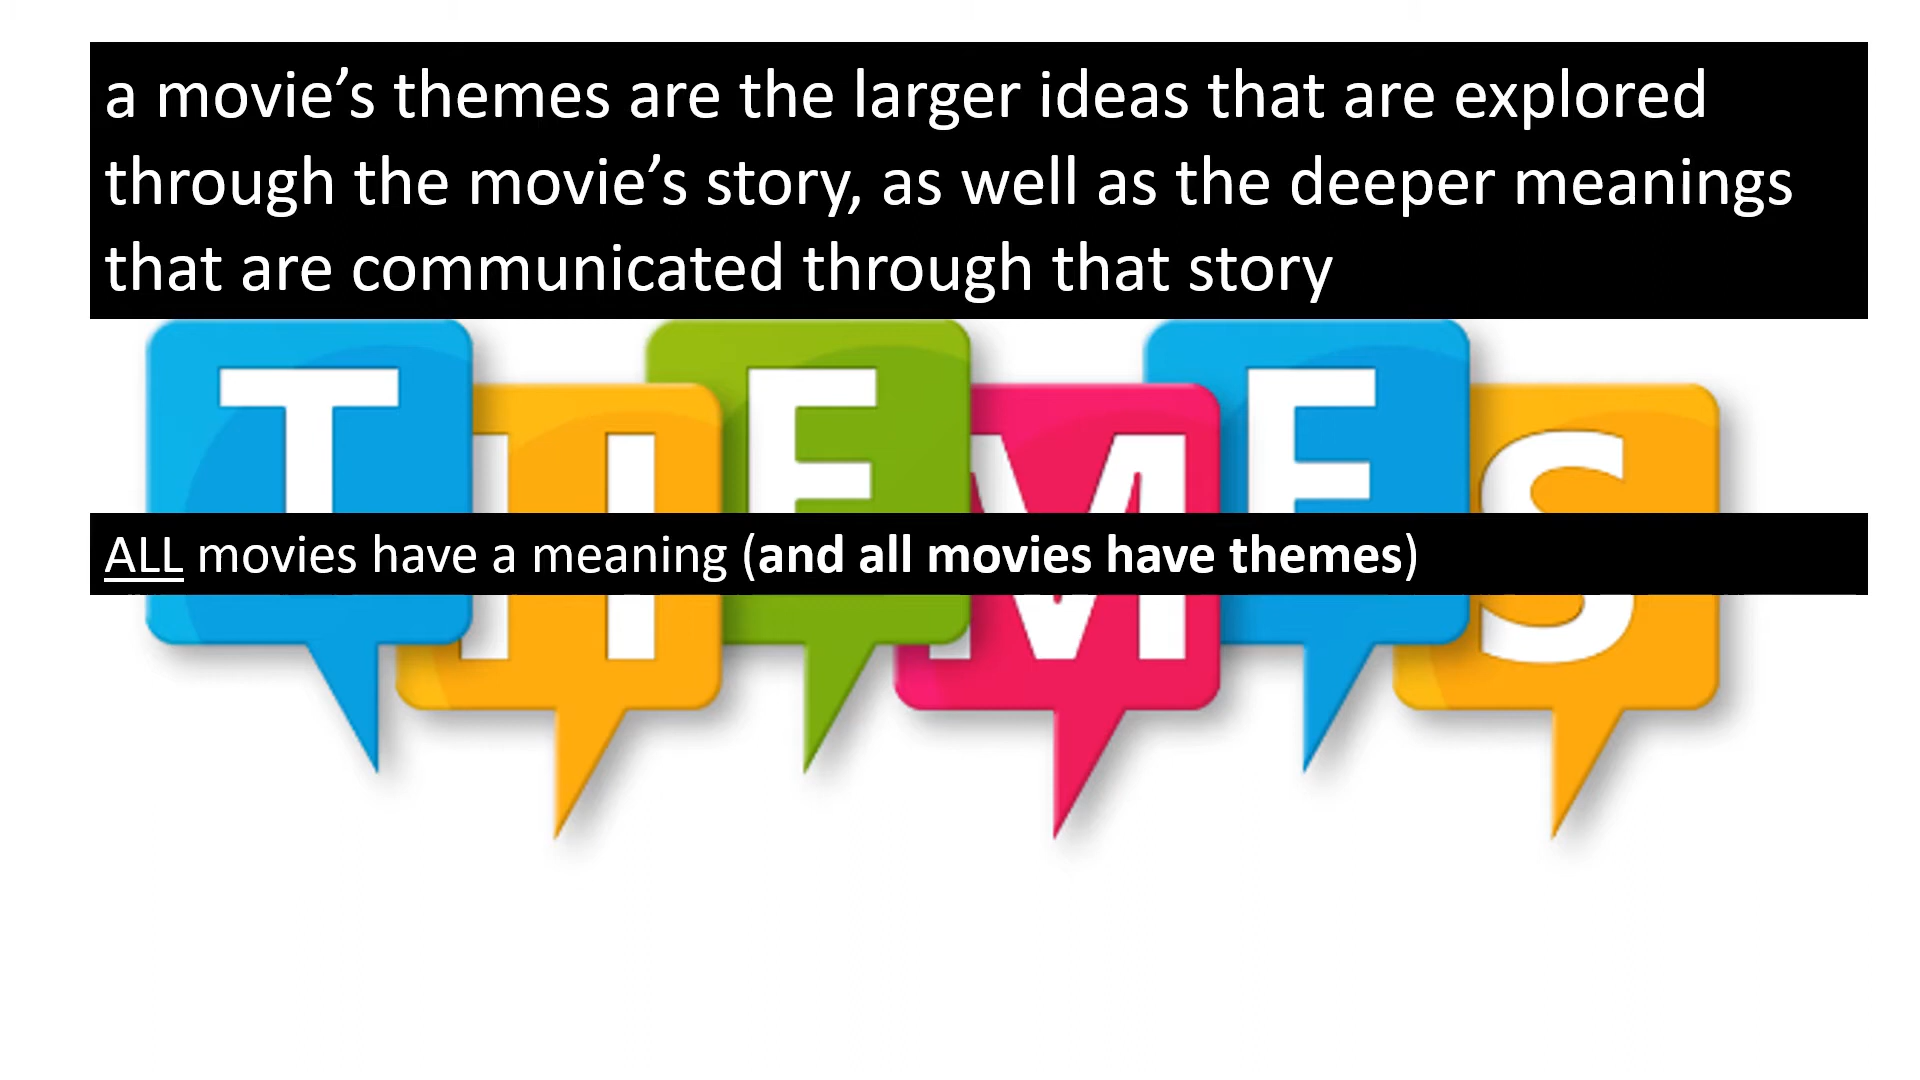 a movie’s themes are the larger ideas that are explored
through the movie’s story, as well as the deeper meanings
that are communicated through that story
THEMES
ALL movies have a meaning (and all movies have themes)